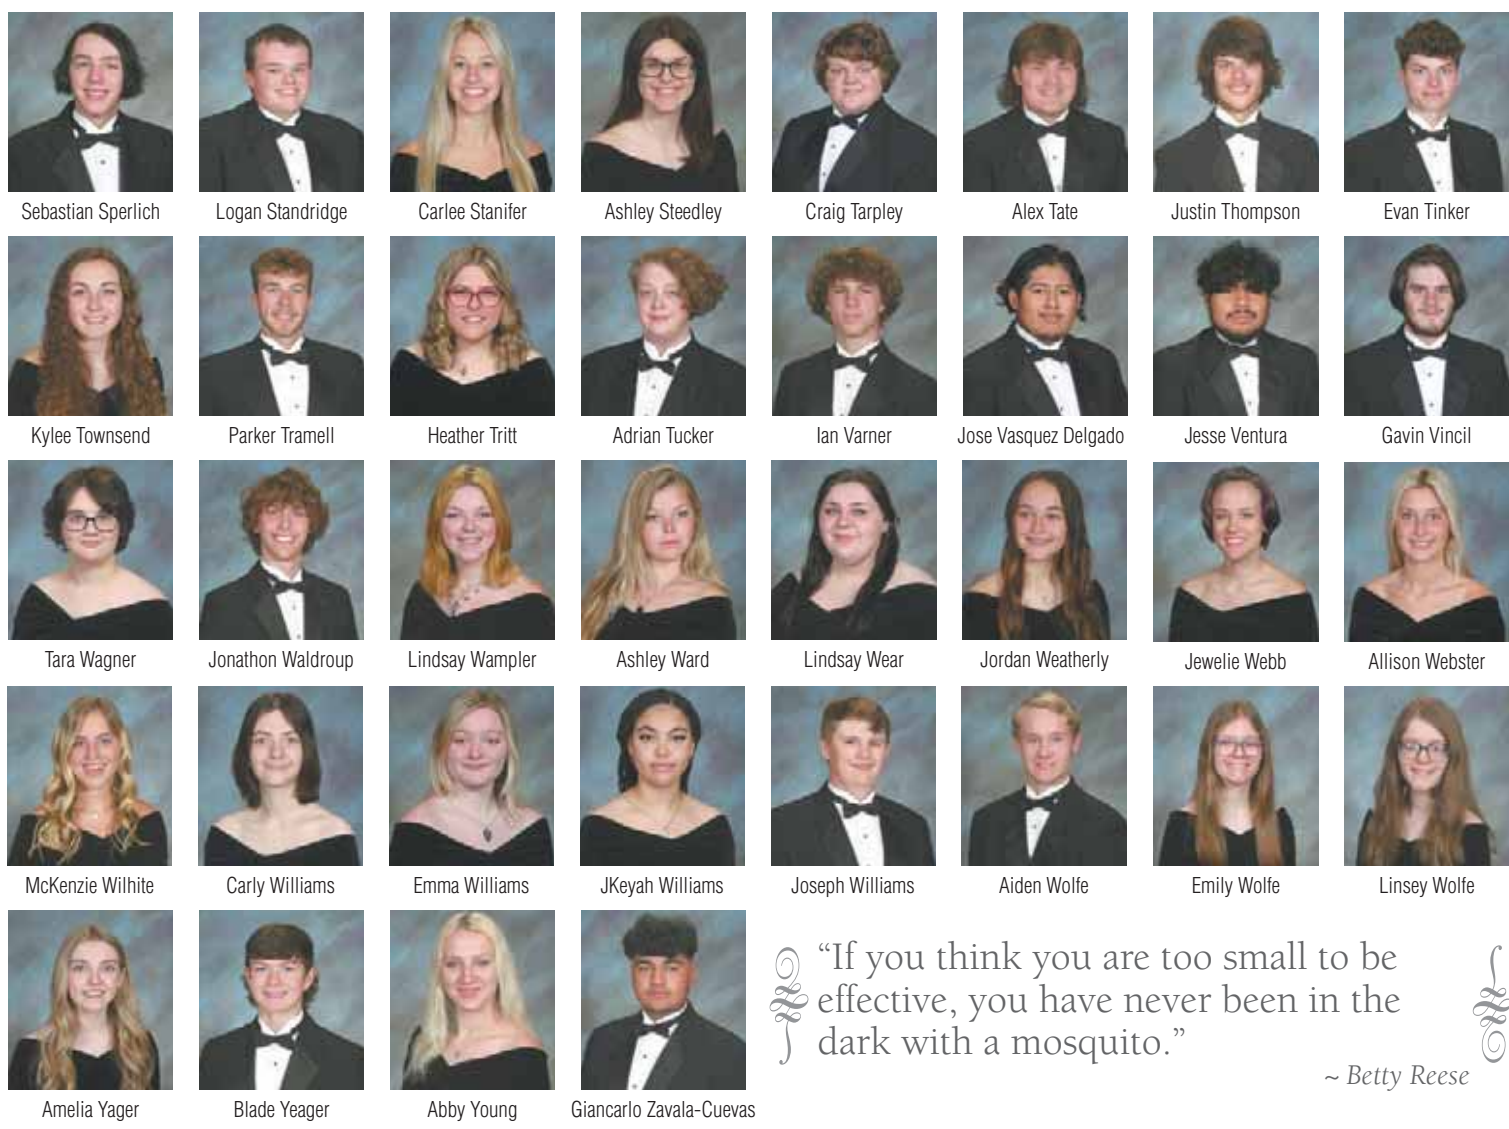 Sebastian Sperlich
Logan Standridge
Carlee Stanifer
Ashley Steedley
Craig Tarpley
Alex Tate
Justin Thompson
Evan Tinker
Kylee Townsend
Parker Tramell
Heather Tritt
Adrian Tucker
Ian Varner
Jose Vasquez Delgado
Jesse Ventura
Gavin Vincil
Tara Wagner
Jonathon Waldroup
Lindsay Wampler
Ashley Ward
Lindsay Wear
Jordan Weatherly
Jewelie Webb
Allison Webster
McKenzie Wilhite
Carly Williams
Emma Williams
JKeyah Williams
Joseph Williams
Aiden Wolfe
Emily Wolfe
Linsey Wolfe
Amelia Yager
Blade Yeager
Abby Young
Giancarlo Zavala-Cuevas
“If you think you are too small to be
effective, you have never been in the
dark with a mosquito.”
~ Betty Reese